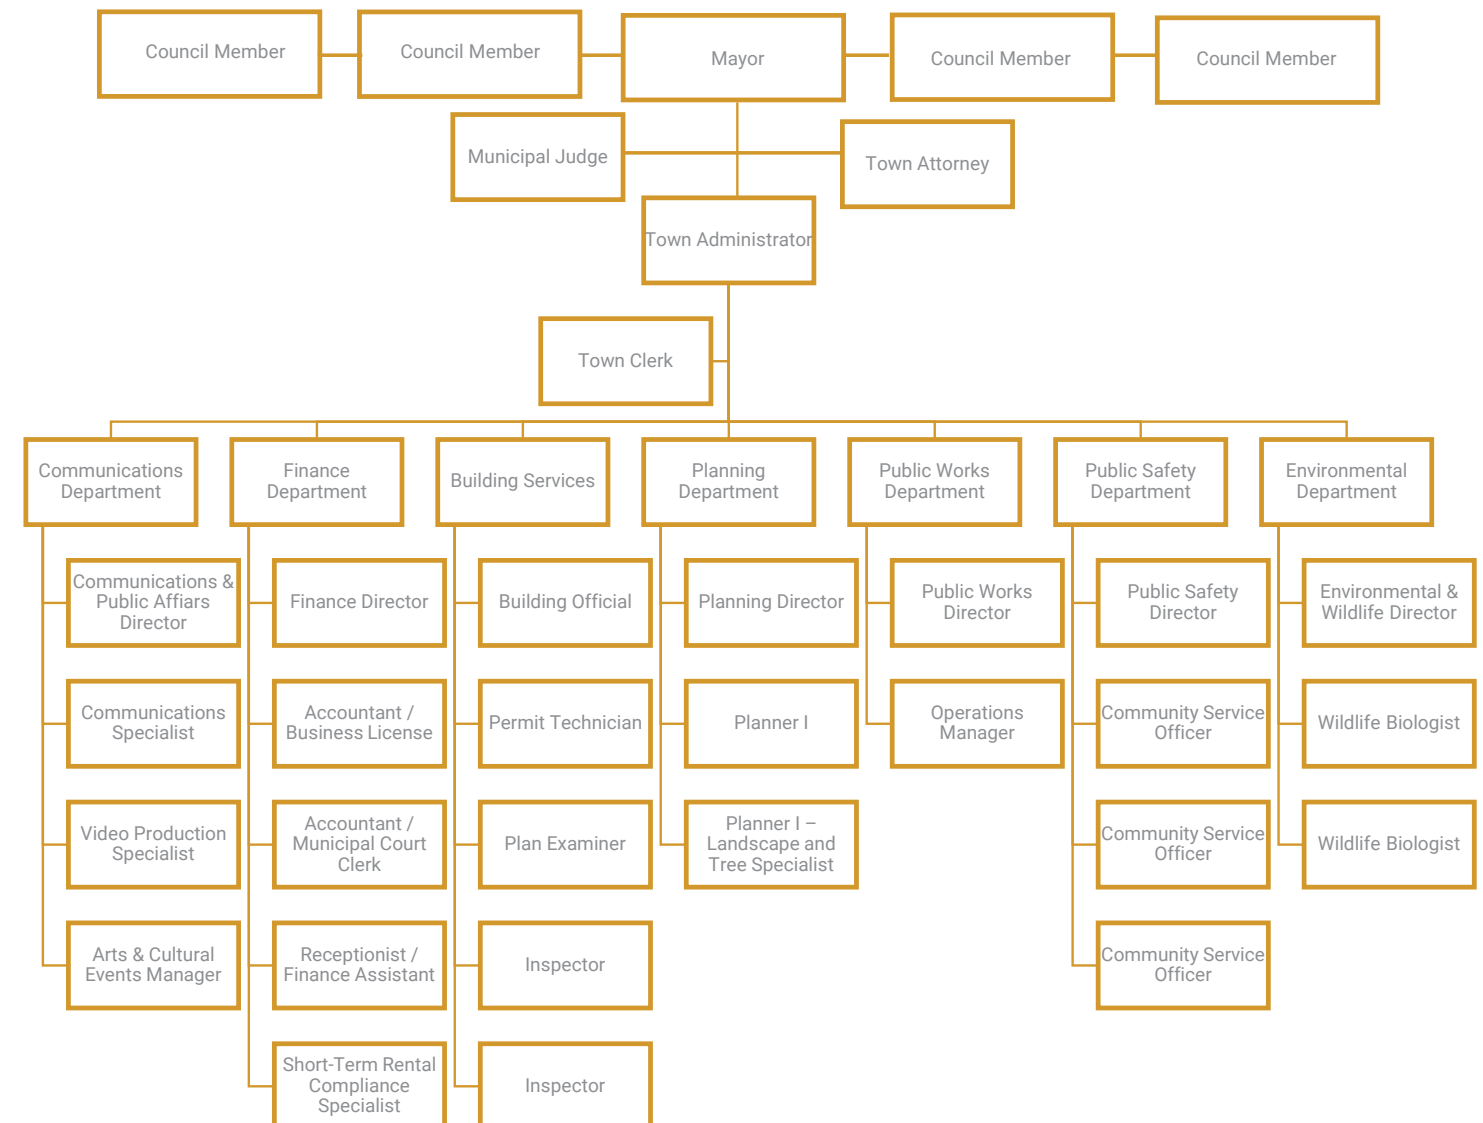 Council Member
Council Member
Mayor
Council Member
Council Member
Municipal Judge
Town Attorney
Town Administrator
Town Clerk
Communications
Department
Finance
Department
Building Services
Planning
Department
Public Works
Department
Public Safety
Department
Environmental
Department
Communications &
Public Affiars
Director
Finance Director
Building Official
Planning Director
Public Works
Director
Public Safety
Director
Environmental &
Wildlife Director
Communications
Specialist
Accountant /
Business License
Permit Technician
Planner I
Operations
Manager
Community Service
Officer
Wildlife Biologist
Video Production
Specialist
Accountant /
Municipal Court
Clerk
Plan Examiner
Planner I –
Landscape and
Tree Specialist
Community Service
Officer
Wildlife Biologist
Arts & Cultural
Events Manager
Receptionist /
Finance Assistant
Inspector
Community Service
Officer
Short-Term Rental
Compliance
Specialist
Inspector